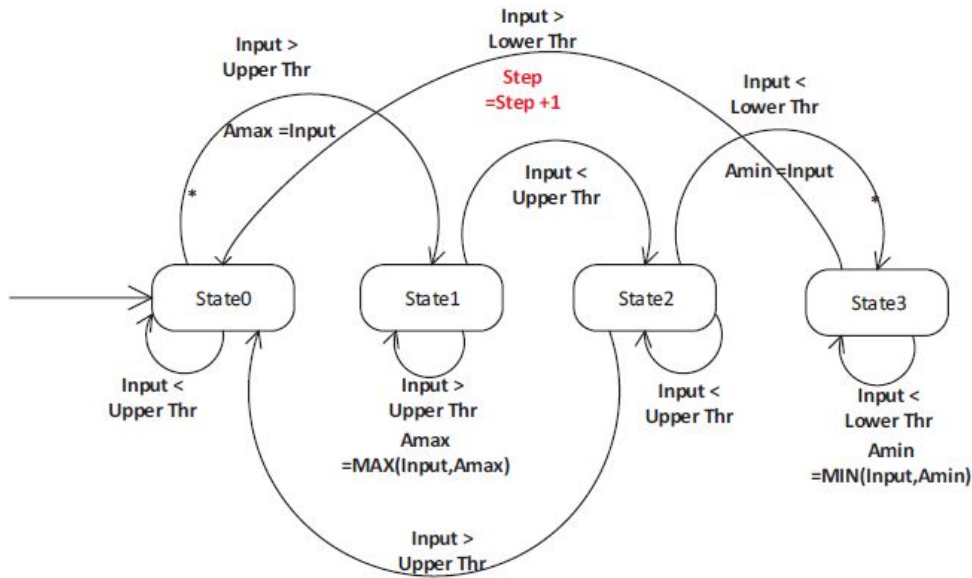 Input >
Lower Thr
Step
=Step +1
Input >
Upper Thr
Amax =Input
*
Input <
Upper Thr
Input <
Lower Thr
Amin =Input
*
State0
State1
State2
State3
Input <
Upper Thr
Input >
Upper Thr
Amax
=MAX(Input,Amax)
Input <
Upper Thr
Input <
Lower Thr
Amin
=MIN(Input,Amin)
Input >
Upper Thr